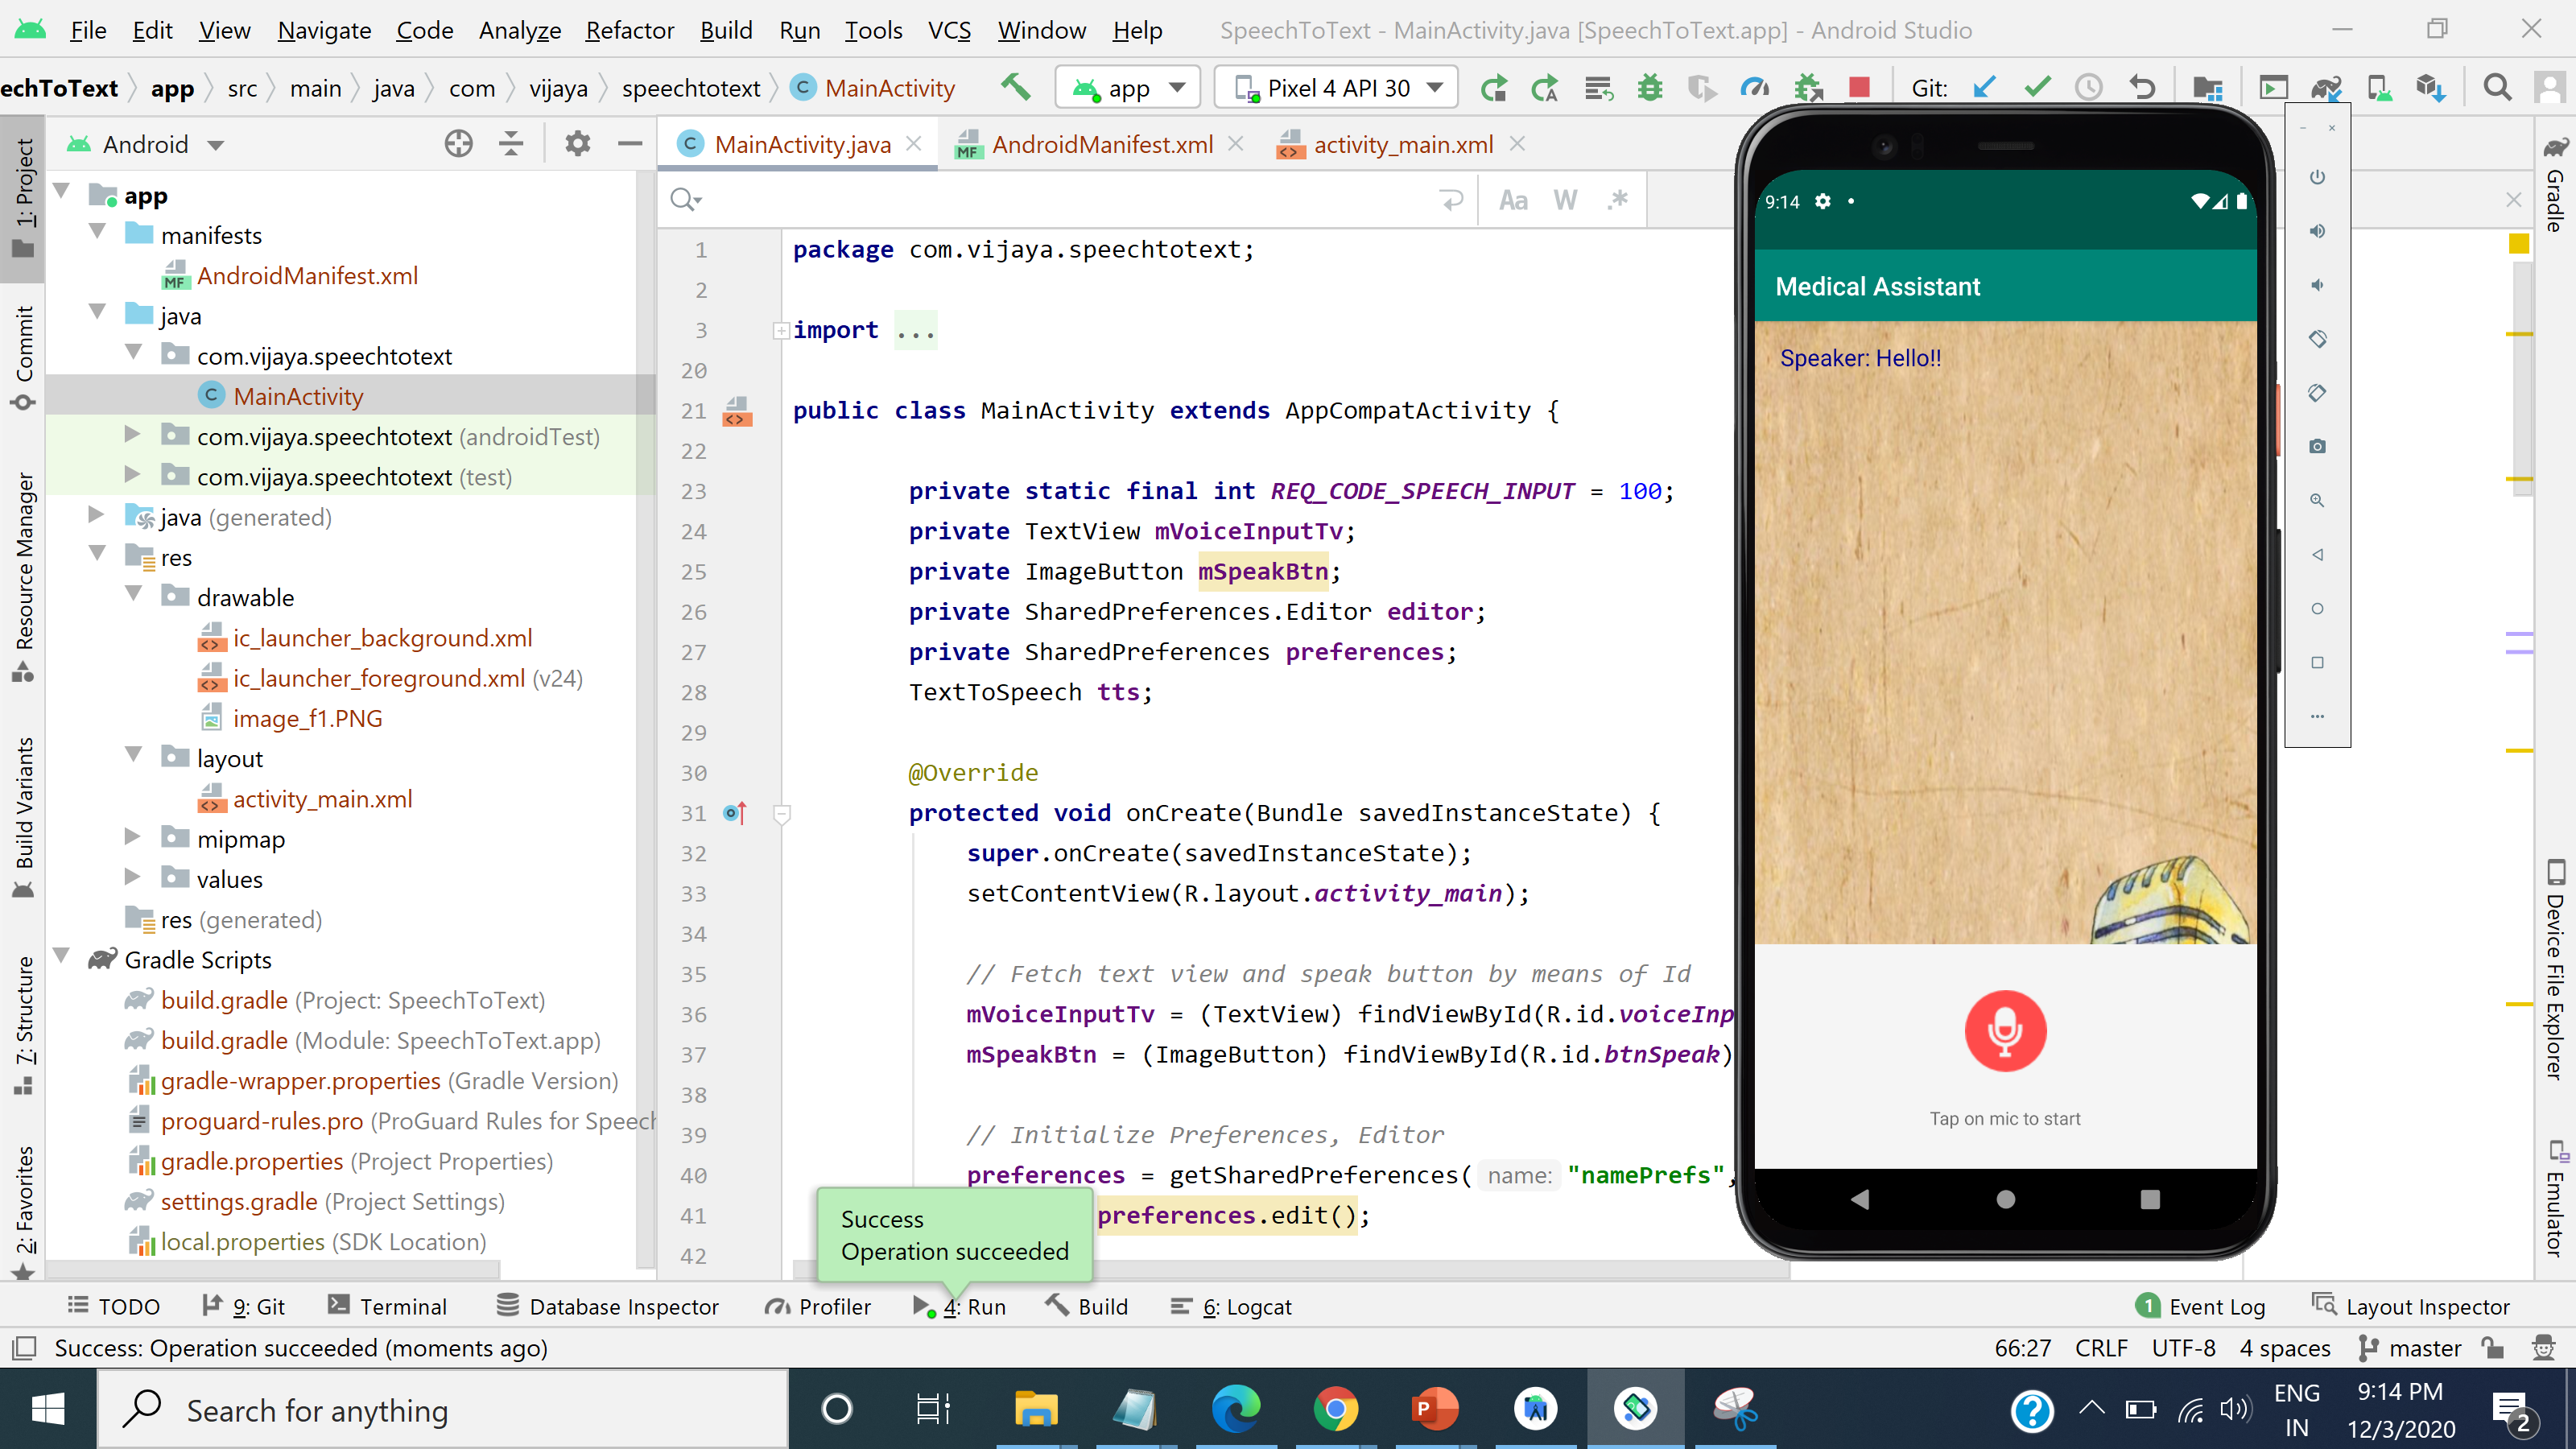 File Edit View Navigate Code Analyze Refactor Build Run Tools VCS Window Help SpeechToText - MainActivity.java [SpeechToText.app] - Android Studio
echToText app src main java com vijaya speechtotext C MainActivity app Pixel 4 API 30 Git:
Android
MainActivity.java AndroidManifest.xml activity_main.xml
Aa W .*
1: Project
Commit
Resource Manager
Build Variants
7: Structure
2: Favorites
app
manifests
AndroidManifest.xml
java
com.vijaya.speechtotext
MainActivity
com.vijaya.speechtotext (androidTest)
com.vijaya.speechtotext (test)
java (generated)
res
drawable
ic_launcher_background.xml
ic_launcher_foreground.xml (v24)
image_f1.PNG
layout
activity_main.xml
mipmap
values
res (generated)
Gradle Scripts
build.gradle (Project: SpeechToText)
build.gradle (Module: SpeechToText.app)
gradle-wrapper.properties (Gradle Version)
proguard-rules.pro (ProGuard Rules for Speech
gradle.properties (Project Properties)
settings.gradle (Project Settings)
local.properties (SDK Location)
1 package com.vijaya.speechtotext;
2
3 import ...
20
21 public class MainActivity extends AppCompatActivity {
22
23 private static final int REQ_CODE_SPEECH_INPUT = 100;
24 private TextView mVoiceInputTv;
25 private ImageButton mSpeakBtn;
26 private SharedPreferences.Editor editor;
27 private SharedPreferences preferences;
28 TextToSpeech tts;
29
30 @Override
31 protected void onCreate(Bundle savedInstanceState) {
32 super.onCreate(savedInstanceState);
33 setContentView(R.layout.activity_main);
34
35 // Fetch text view and speak button by means of Id
36 mVoiceInputTv = (TextView) findViewById(R.id.voiceInp
37 mSpeakBtn = (ImageButton) findViewById(R.id.btnSpeak)
38
39 // Initialize Preferences, Editor
40 preferences = getSharedPreferences( name: "namePrefs",
41 preferences.edit();
42
Success
Operation succeeded
9:14
Medical Assistant
Speaker: Hello!!
Tap on mic to start
Gradle
Device File Explorer
Emulator
TODO 9: Git Terminal Database Inspector Profiler 4: Run Build 6: Logcat 1 Event Log Layout Inspector
Success: Operation succeeded (moments ago) 66:27 CRLF UTF-8 4 spaces master
Search for anything
ENG
IN
9:14 PM
12/3/2020
2